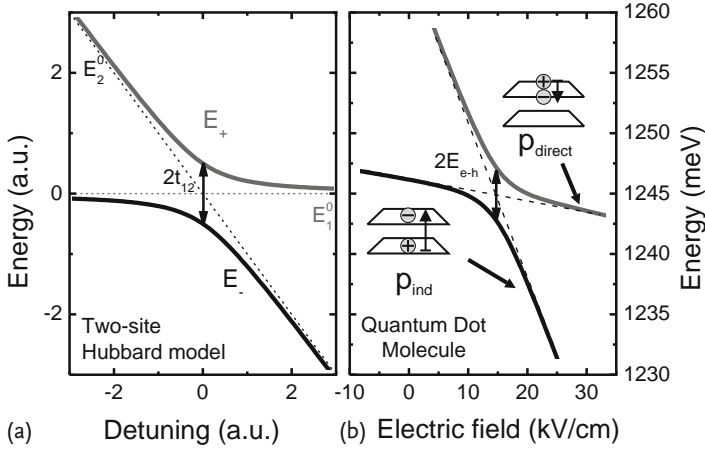 2
0
-2
Energy (a.u.)
E₂⁰
E₊
2t₁₂
E₁⁰
E₋
Two-site
Hubbard model
-2 0 2
(a) Detuning (a.u.)
1260
1255
1250
1245
1240
1235
1230
Energy (meV)
+
−
p_direct
2E_e-h
−
+
p_ind
Quantum Dot
Molecule
0 10 20 30
(b) Electric field (kV/cm)